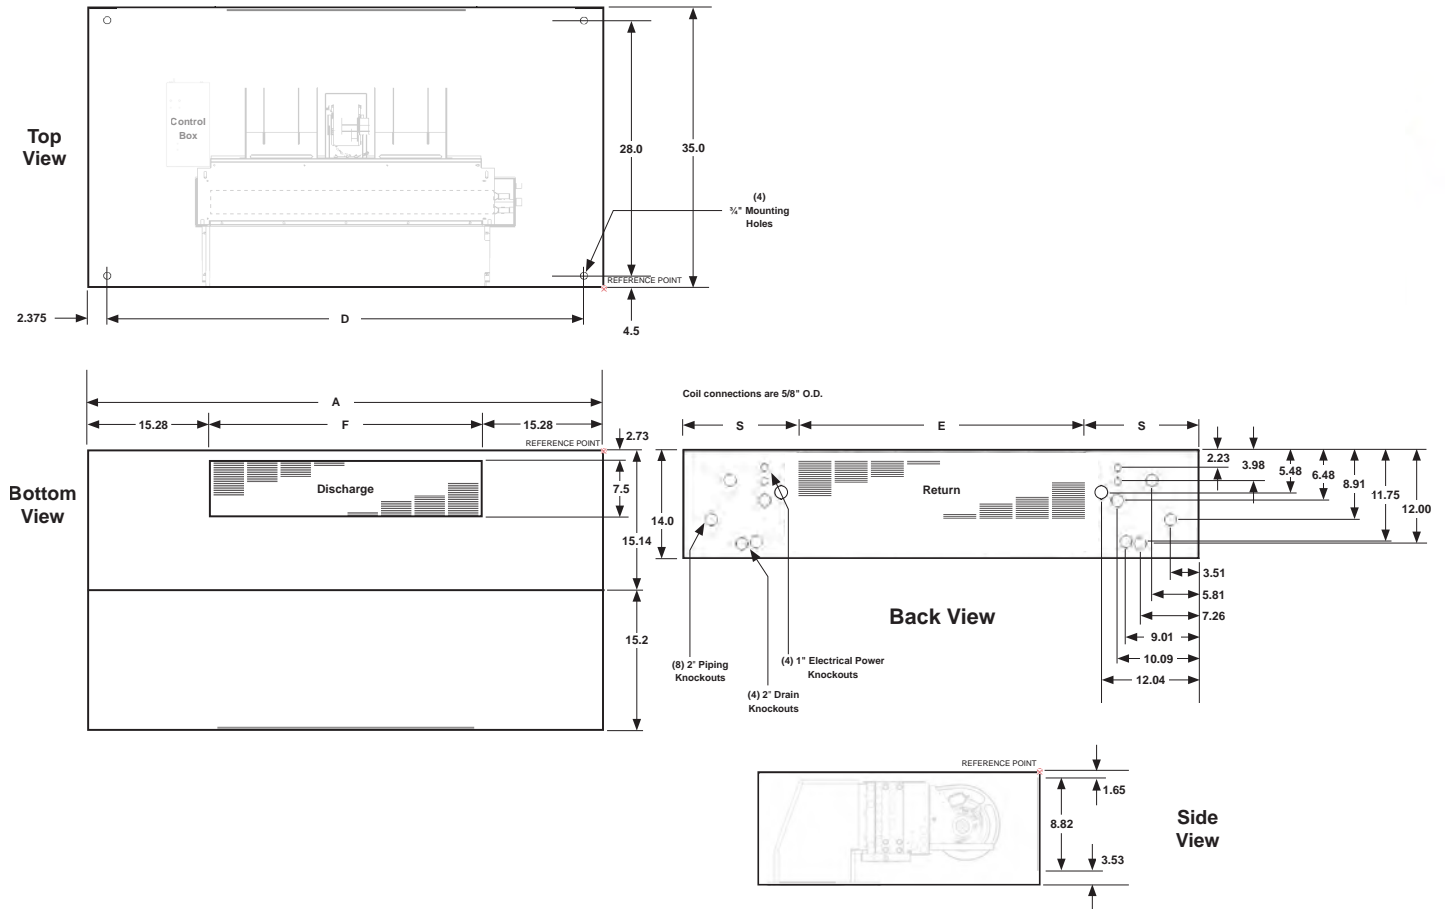 Top
View
Control
Box
28.0
35.0
(4)
¾" Mounting
Holes
REFERENCE POINT
2.375
D
4.5
A
15.28
F
15.28
REFERENCE POINT
2.73
Bottom
View
Discharge
7.5
15.14
15.2
Coil connections are 5/8" O.D.
S
E
S
14.0
Return
2.23
3.98
5.48
6.48
8.91
11.75
12.00
3.51
5.81
7.26
9.01
10.09
12.04
Back View
(8) 2" Piping
Knockouts
(4) 1" Electrical Power
Knockouts
(4) 2" Drain
Knockouts
REFERENCE POINT
1.65
8.82
3.53
Side
View